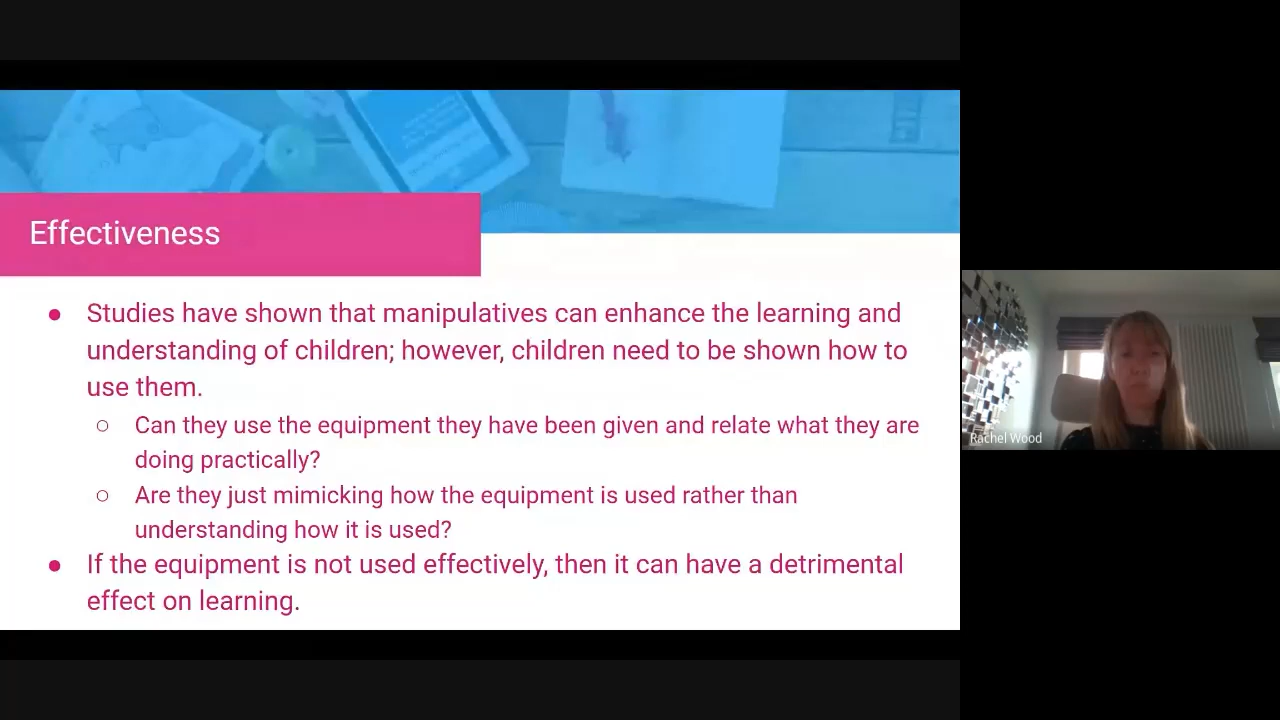 Effectiveness
● Studies have shown that manipulatives can enhance the learning and
understanding of children; however, children need to be shown how to
use them.
○ Can they use the equipment they have been given and relate what they are
doing practically?
○ Are they just mimicking how the equipment is used rather than
understanding how it is used?
● If the equipment is not used effectively, then it can have a detrimental
effect on learning.
Rachel Wood